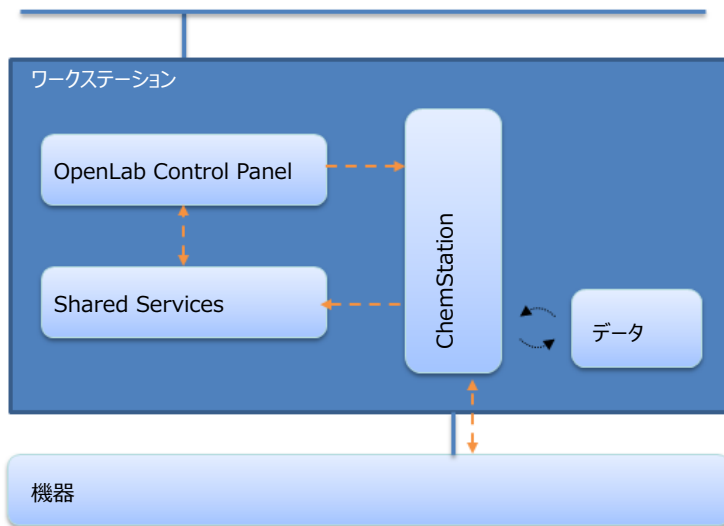 ワークステーション
OpenLab Control Panel
ChemStation
Shared Services
データ
機器